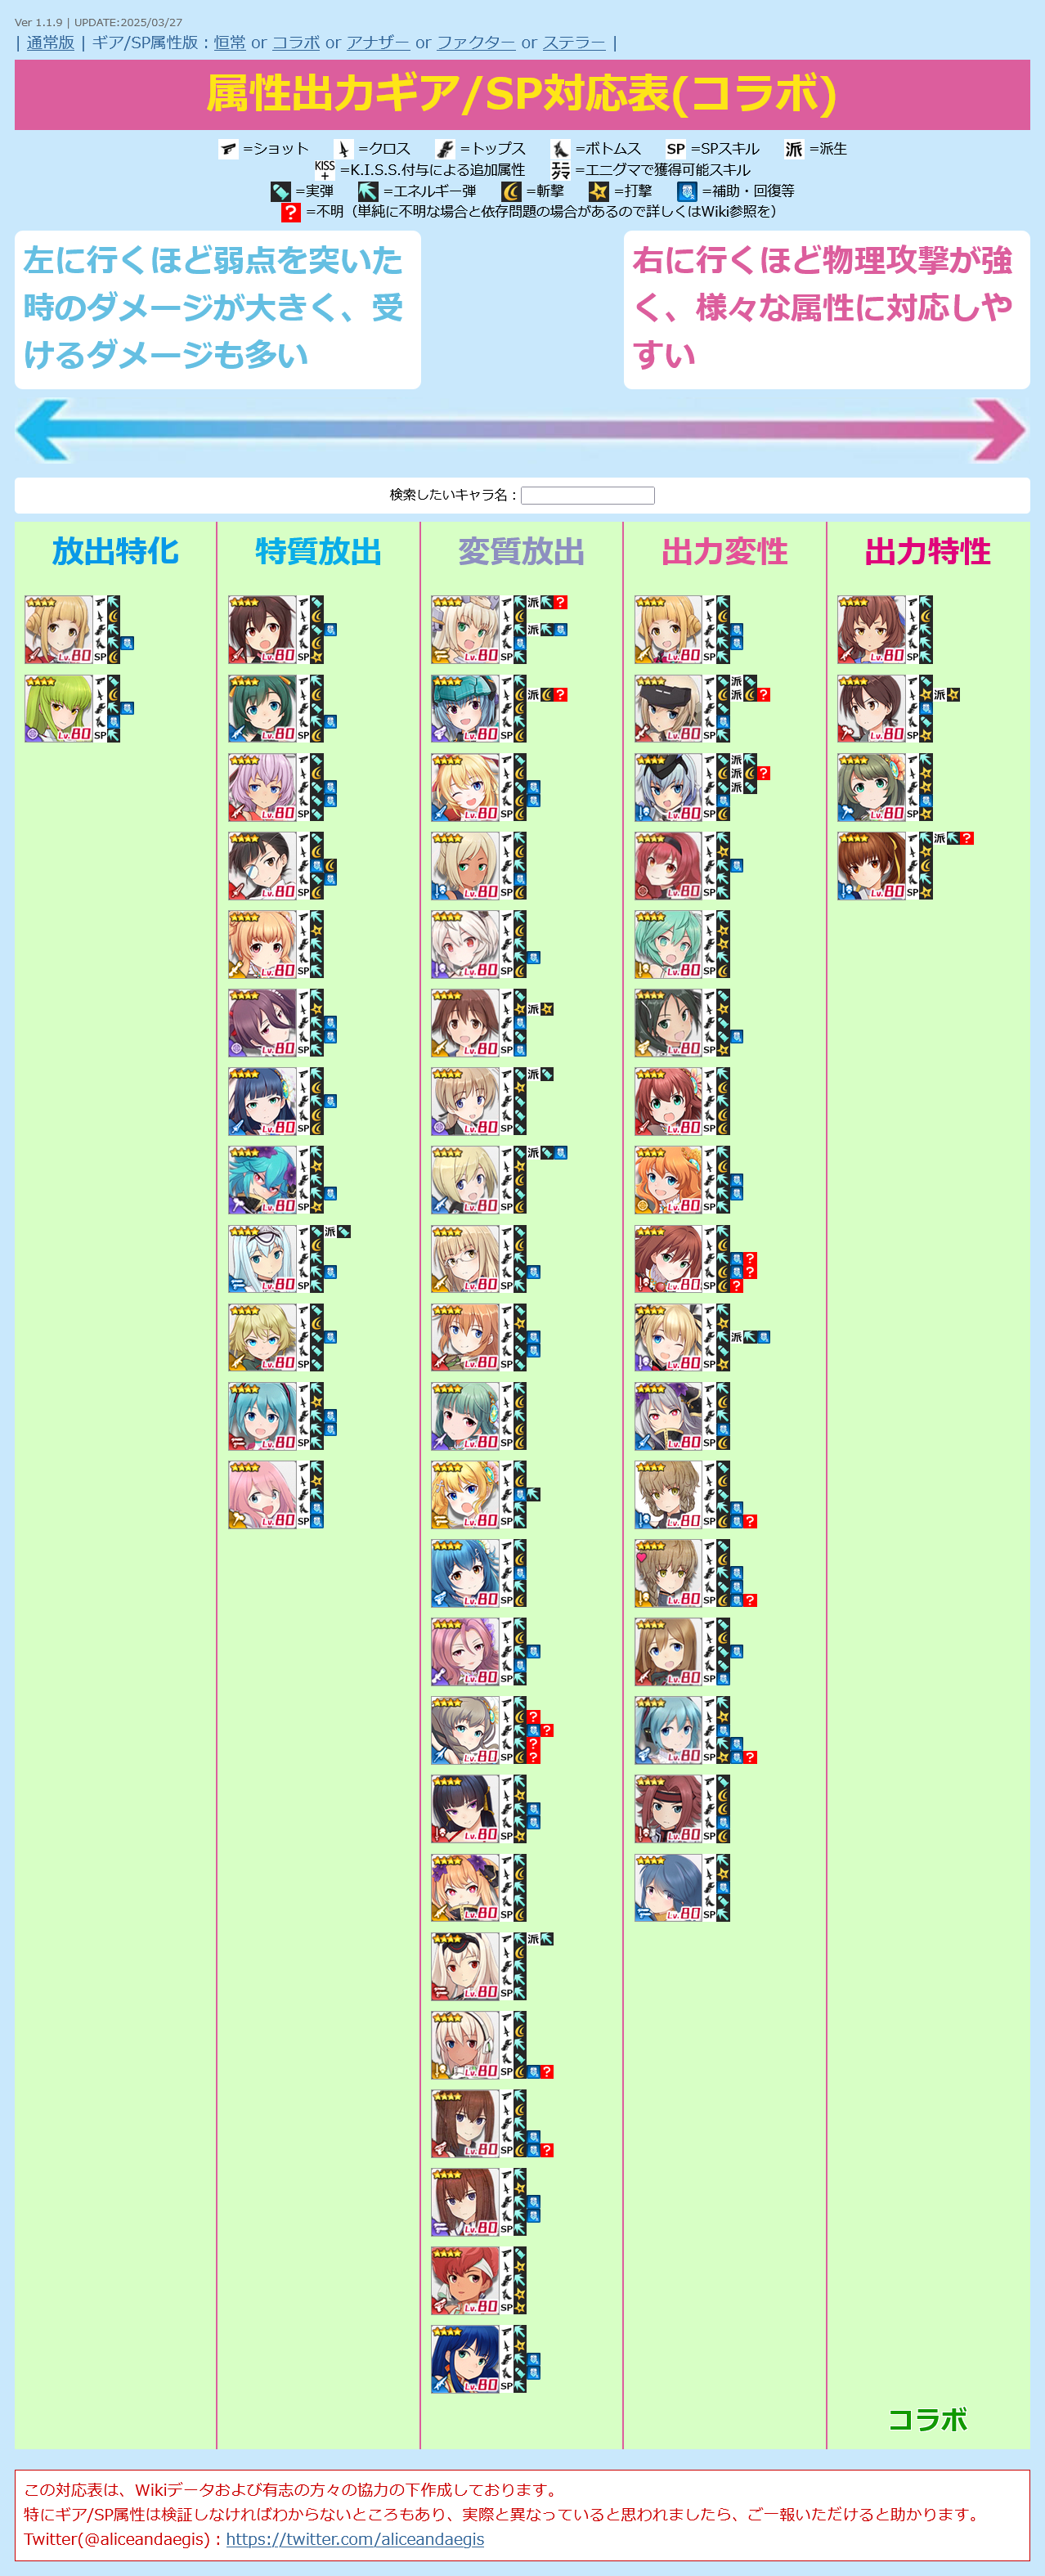 Ver 1.1.9 | UPDATE:2025/03/27
| 通常版 | ギア/SP属性版：恒常 or コラボ or アナザー or ファクター or ステラー |
属性出力ギア/SP対応表(コラボ)
=ショット =クロス =トップス =ボトムス SP =SPスキル 派 =派生
KISS+ =K.I.S.S.付与による追加属性 エニグマ =エニグマで獲得可能スキル
=実弾 =エネルギー弾 =斬撃 =打撃 =補助・回復等
? =不明（単純に不明な場合と依存問題の場合があるので詳しくはWiki参照を）
左に行くほど弱点を突いた
時のダメージが大きく、受
けるダメージも多い
右に行くほど物理攻撃が強
く、様々な属性に対応しや
すい
検索したいキャラ名：
放出特化 特質放出 変質放出 出力変性 出力特性
コラボ
この対応表は、Wikiデータおよび有志の方々の協力の下作成しております。
特にギア/SP属性は検証しなければわからないところもあり、実際と異なっていると思われましたら、ご一報いただけると助かります。
Twitter(@aliceandaegis)：https://twitter.com/aliceandaegis